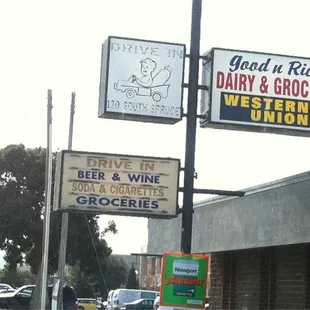 DRIVE IN
130 SOUTH SPRUCE
Good n Ric
DAIRY & GROC
WESTERN
UNION
DRIVE IN
BEER & WINE
SODA & CIGARETTES
GROCERIES
Newport